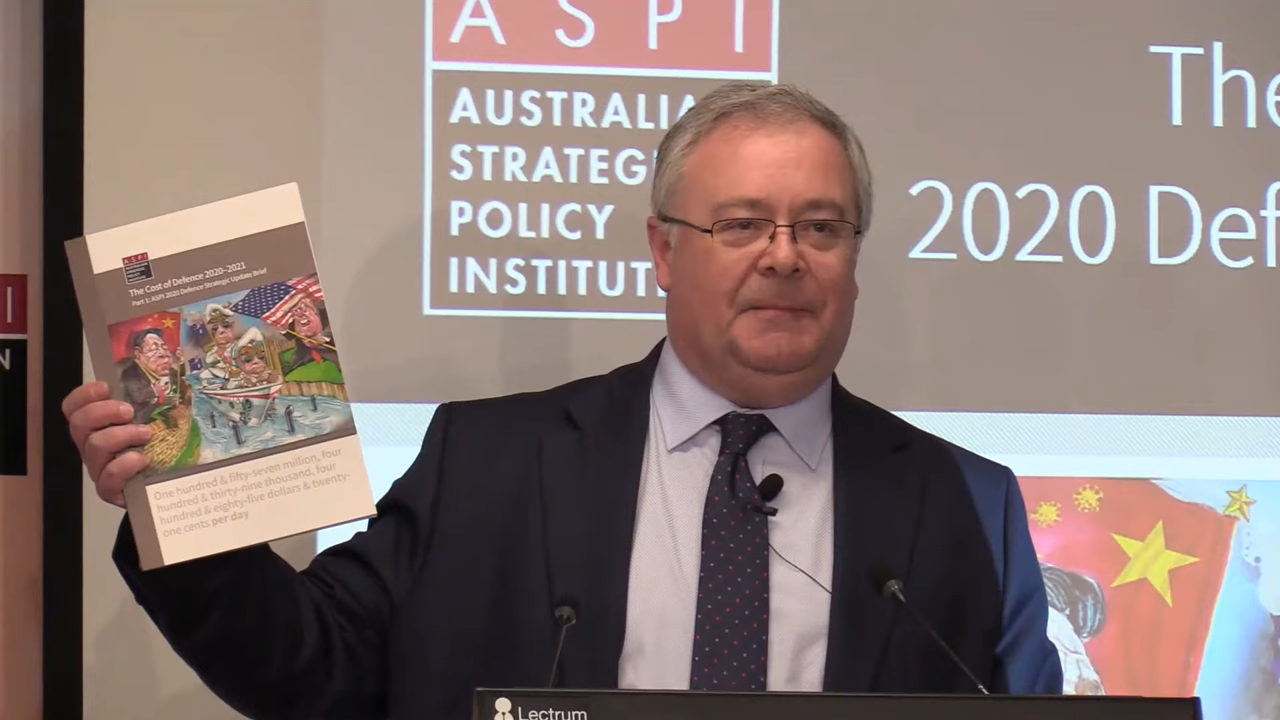 ASPI
AUSTRALIA
STRATEG
POLICY
INSTITUT
The
2020 Def
ASPI
The Cost of Defence 2020–2021
Part 1: ASPI 2020 Defence Strategic Update Brief
One hundred & fifty-seven million, four
hundred & thirty-nine thousand, four
hundred & eighty-five dollars & twenty-
one cents per day
I
N
Lectrum